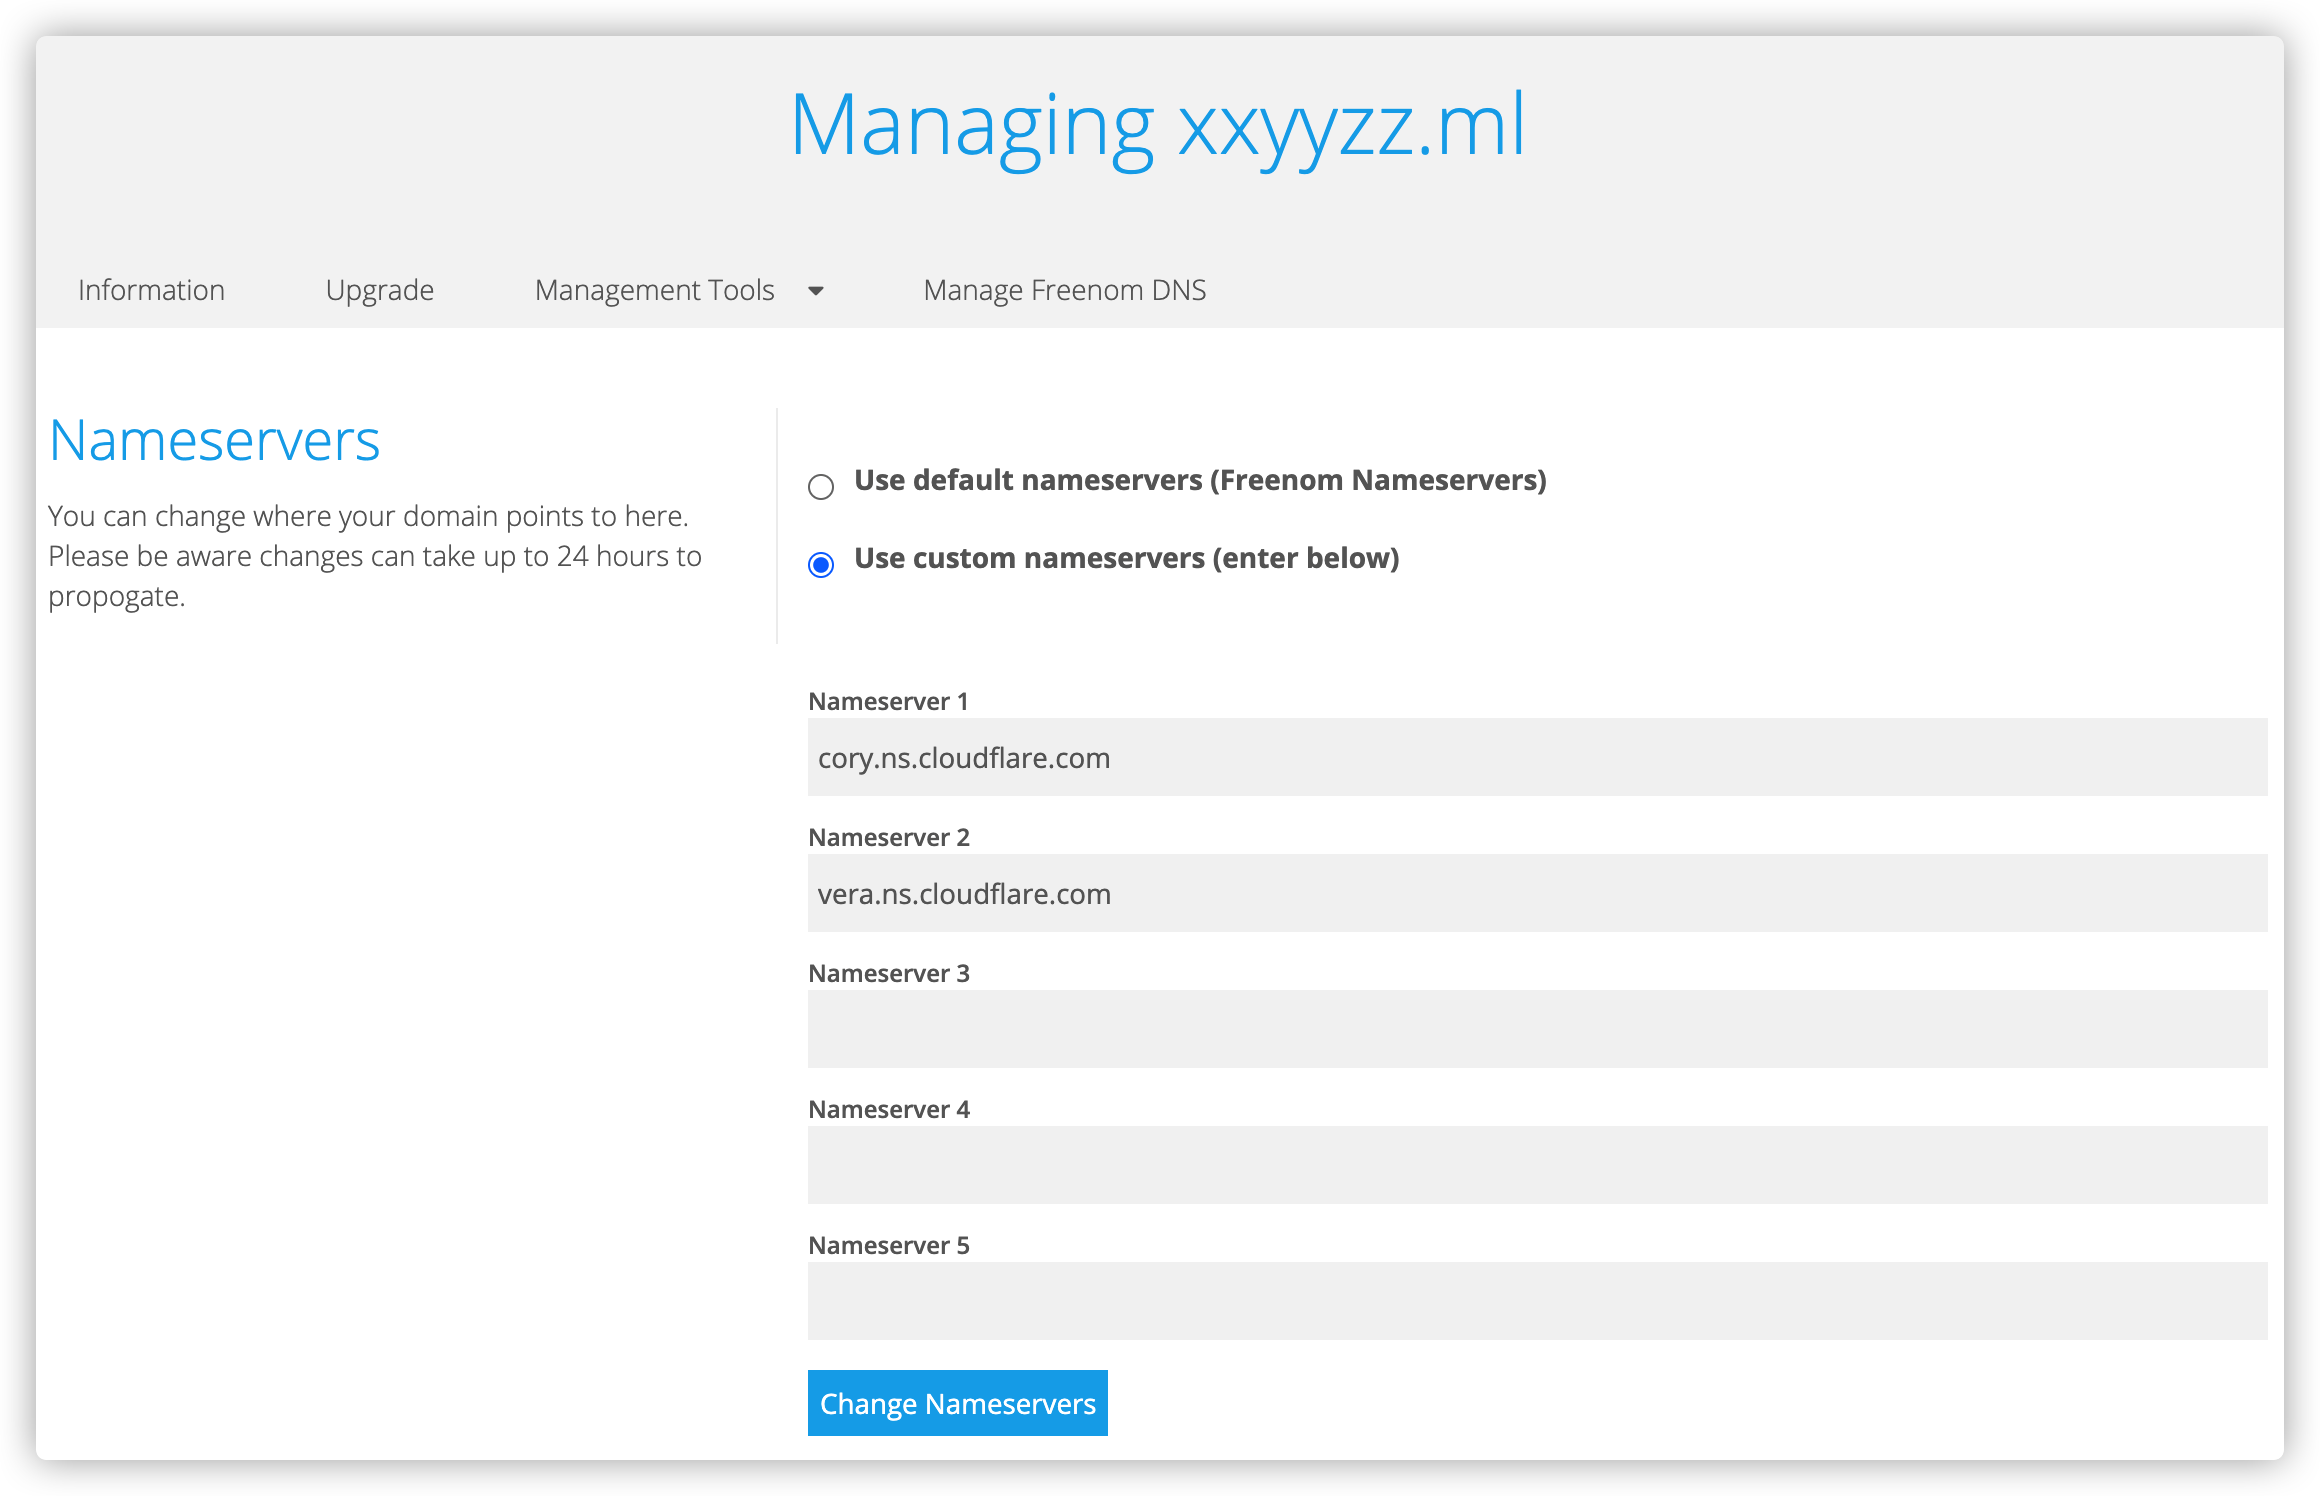 Managing xxyyzz.ml
Information Upgrade Management Tools Manage Freenom DNS
Nameservers
You can change where your domain points to here.
Please be aware changes can take up to 24 hours to
propogate.
Use default nameservers (Freenom Nameservers)
Use custom nameservers (enter below)
Nameserver 1
cory.ns.cloudflare.com
Nameserver 2
vera.ns.cloudflare.com
Nameserver 3
Nameserver 4
Nameserver 5
Change Nameservers